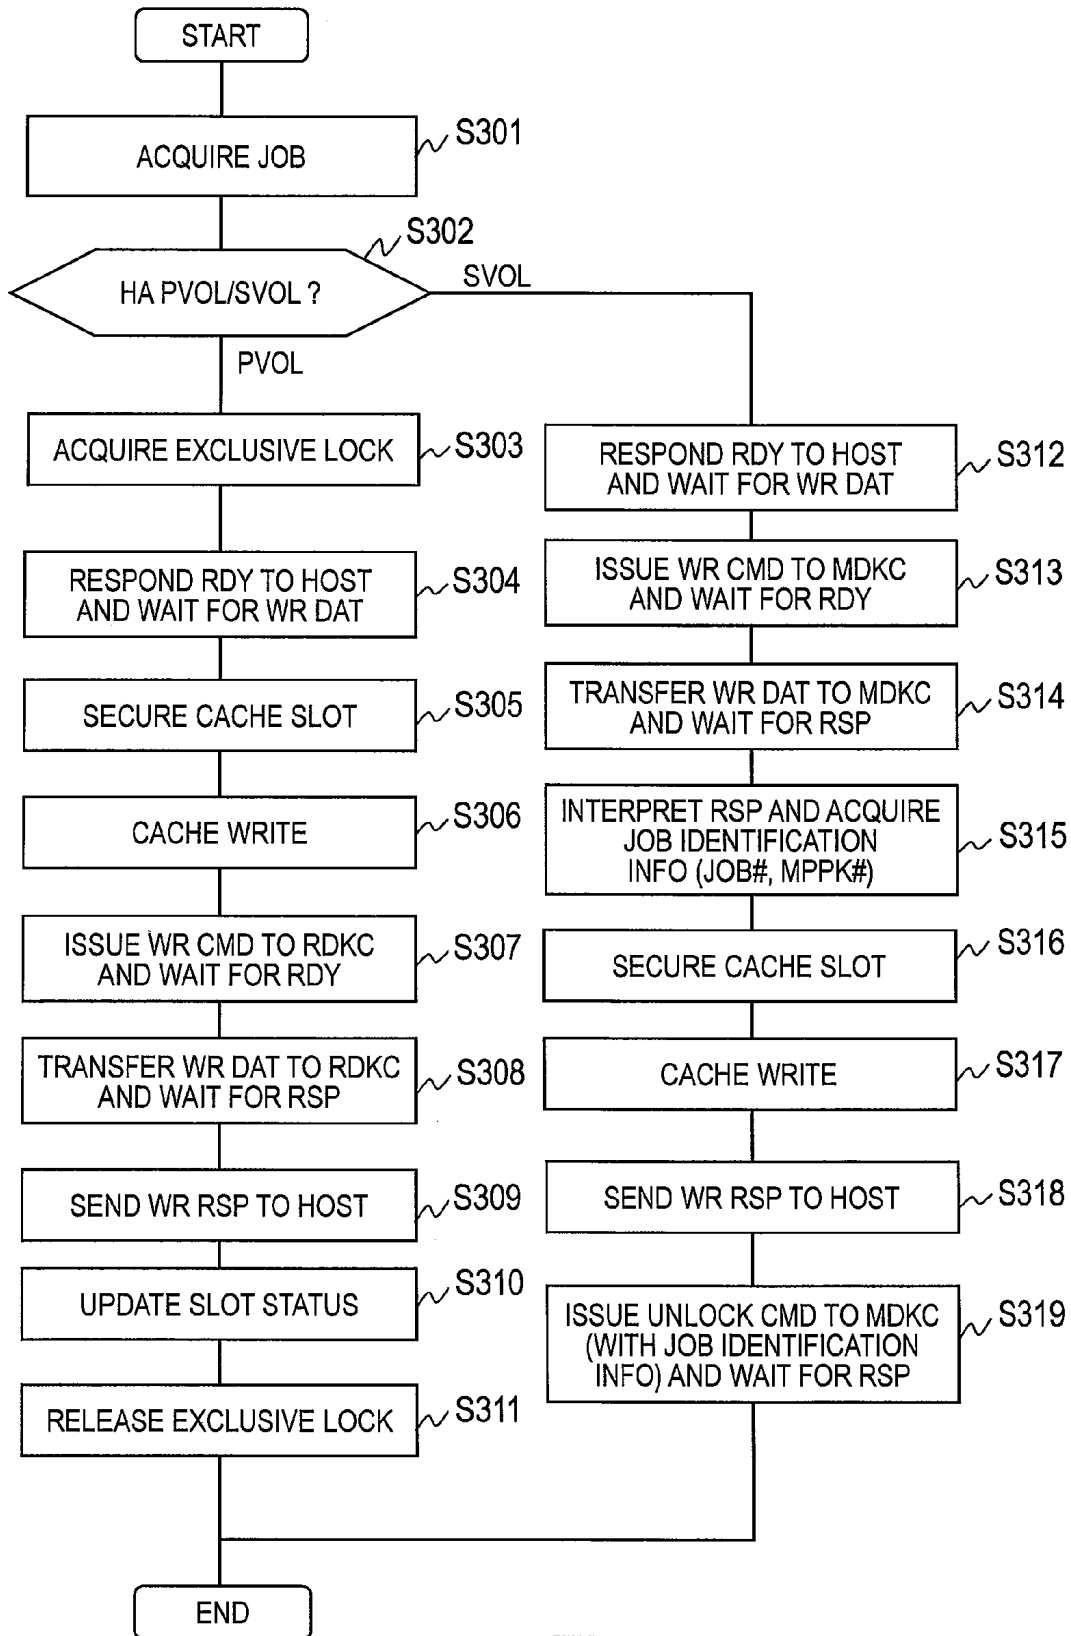 START
ACQUIRE JOB
S301
S302
HA PVOL/SVOL ?
SVOL
PVOL
ACQUIRE EXCLUSIVE LOCK
S303
RESPOND RDY TO HOST
AND WAIT FOR WR DAT
S304
SECURE CACHE SLOT
S305
CACHE WRITE
S306
ISSUE WR CMD TO RDKC
AND WAIT FOR RDY
S307
TRANSFER WR DAT TO RDKC
AND WAIT FOR RSP
S308
SEND WR RSP TO HOST
S309
UPDATE SLOT STATUS
S310
RELEASE EXCLUSIVE LOCK
S311
RESPOND RDY TO HOST
AND WAIT FOR WR DAT
S312
ISSUE WR CMD TO MDKC
AND WAIT FOR RDY
S313
TRANSFER WR DAT TO MDKC
AND WAIT FOR RSP
S314
INTERPRET RSP AND ACQUIRE
JOB IDENTIFICATION
INFO (JOB#, MPPK#)
S315
SECURE CACHE SLOT
S316
CACHE WRITE
S317
SEND WR RSP TO HOST
S318
ISSUE UNLOCK CMD TO MDKC
(WITH JOB IDENTIFICATION
INFO) AND WAIT FOR RSP
S319
END